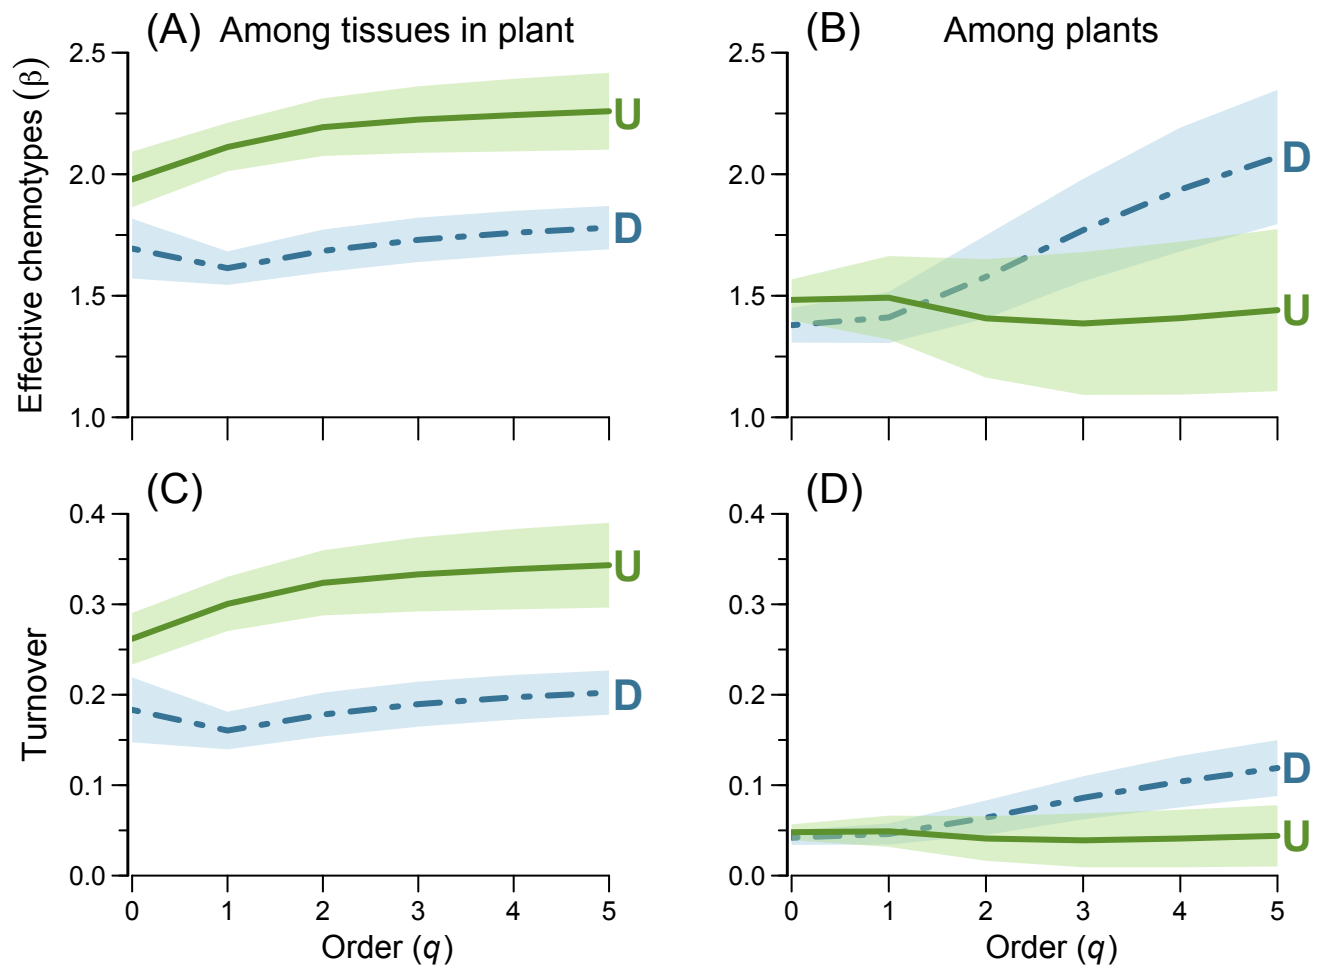 (A) Among tissues in plant
(B) Among plants
Effective chemotypes (β)
2.5
2.0
1.5
1.0
U
D
2.5
2.0
1.5
1.0
D
U
(C)
(D)
Turnover
0.4
0.3
0.2
0.1
0.0
U
D
0 1 2 3 4 5
Order (q)
0.4
0.3
0.2
0.1
0.0
D
U
0 1 2 3 4 5
Order (q)